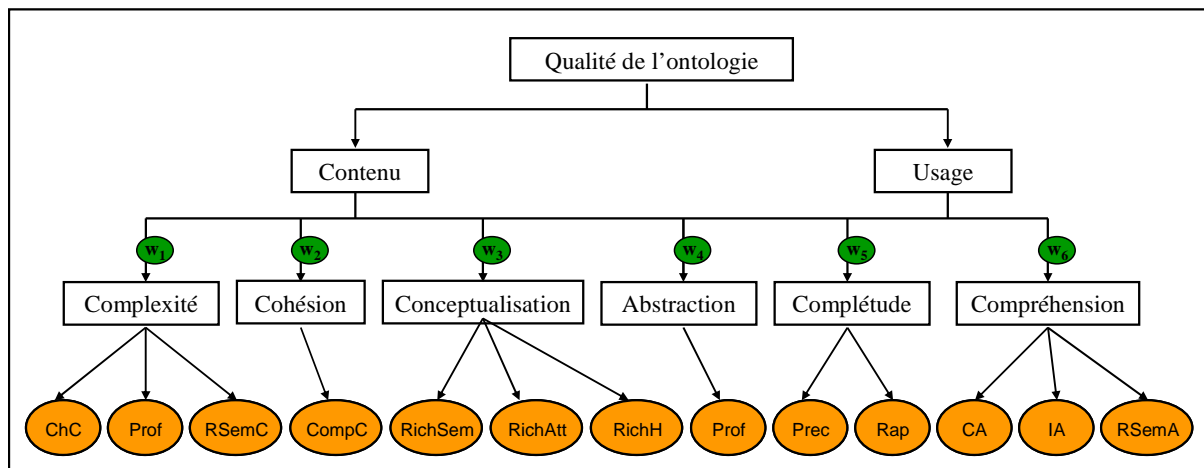 Qualité de l'ontologie
Contenu Usage
w1 w2 w3 w4 w5 w6
Complexité Cohésion Conceptualisation Abstraction Complétude Compréhension
ChC Prof RSemC CompC RichSem RichAtt RichH Prof Prec Rap CA IA RSemA